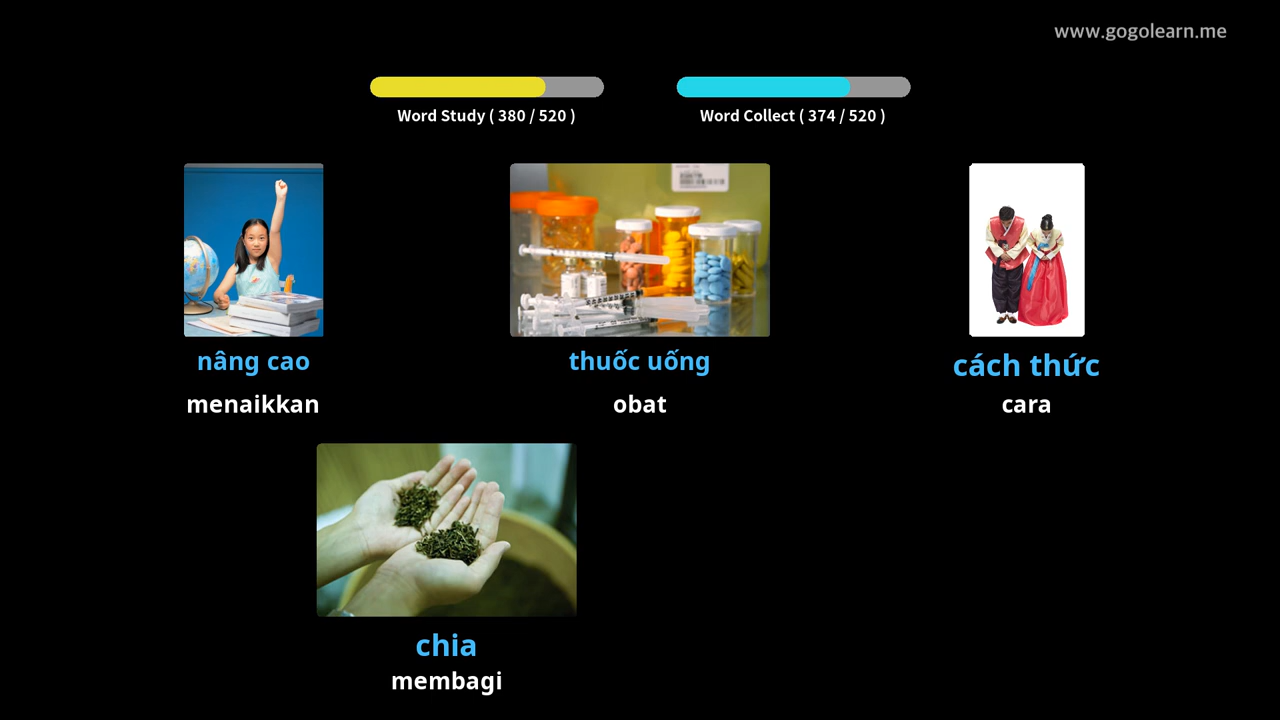 www.gogolearn.me
Word Study ( 380 / 520 )
Word Collect ( 374 / 520 )
nâng cao
thuốc uống
cách thức
menaikkan
obat
cara
chia
membagi